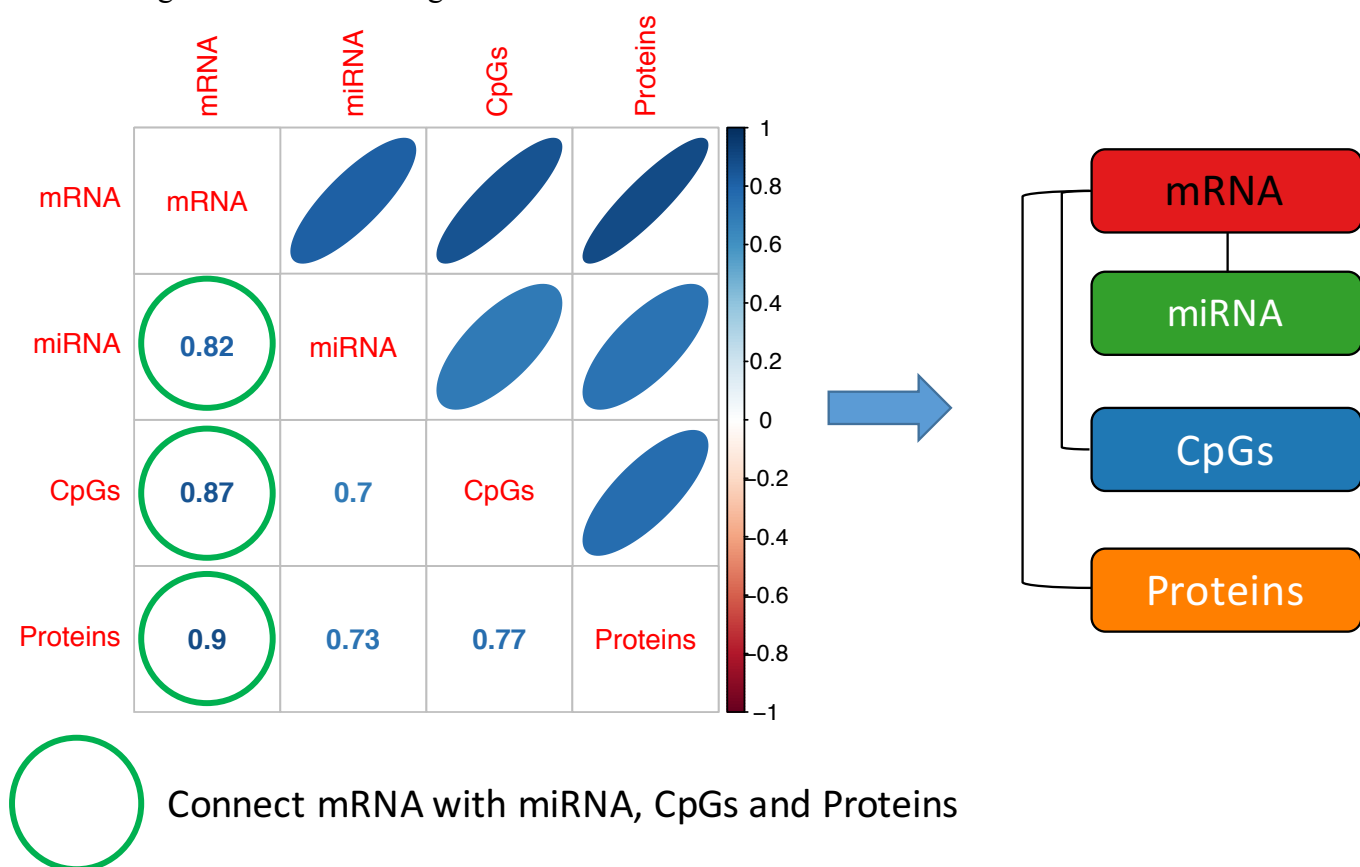 mRNA
miRNA
CpGs
Proteins
mRNA mRNA
miRNA 0.82 miRNA
CpGs 0.87 0.7 CpGs
Proteins 0.9 0.73 0.77 Proteins
1
0.8
0.6
0.4
0.2
0
−0.2
−0.4
−0.6
−0.8
−1
mRNA
miRNA
CpGs
Proteins
Connect mRNA with miRNA, CpGs and Proteins